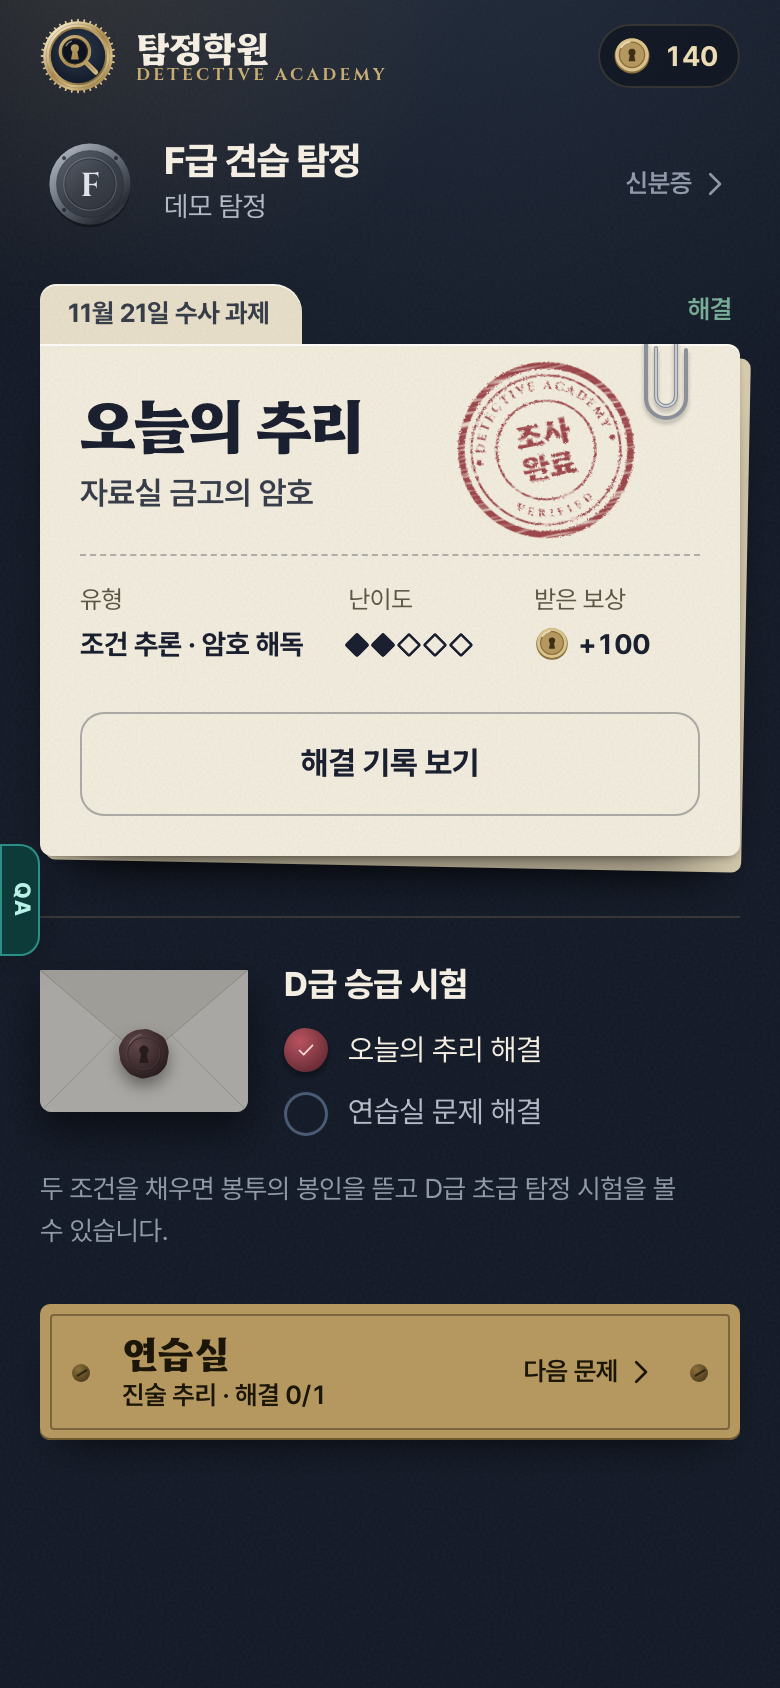 탐정학원
DETECTIVE ACADEMY
140
F
F급 견습 탐정
데모 탐정
신분증
11월 21일 수사 과제
해결
오늘의 추리
자료실 금고의 암호
DETECTIVE ACADEMY
조사
완료
VERIFIED
유형
난이도
받은 보상
조건 추론 · 암호 해독
+100
해결 기록 보기
QA
D급 승급 시험
오늘의 추리 해결
연습실 문제 해결
두 조건을 채우면 봉투의 봉인을 뜯고 D급 초급 탐정 시험을 볼
수 있습니다.
연습실
진술 추리 · 해결 0/1
다음 문제